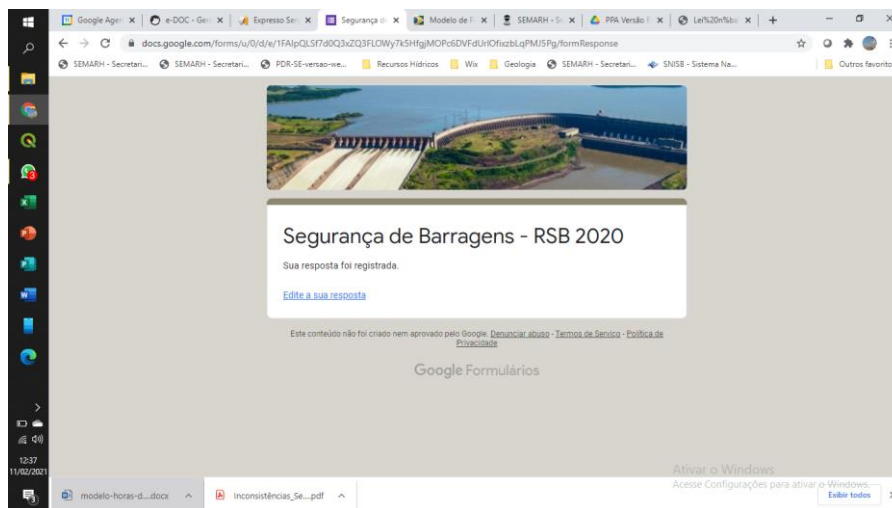 Google Agen
e-DOC - Ger
Expresso Ser
Segurança d
Modelo de F
SEMARH - S
PPA Versão
Lei%20n%ba
docs.google.com/forms/u/0/d/e/1FAIpQLSf7d0Q3xZQ3FLOWy7k5HfgjMOPc6DVFdUrIOfixzbLqPMJ5Pg/formResponse
SEMARH - Secretari...
SEMARH - Secretari...
PDR-SE-versao-we...
Recursos Hídricos
Wix
Geologia
SEMARH - Secretari...
SNISB - Sistema Na...
Outros favorito
Segurança de Barragens - RSB 2020
Sua resposta foi registrada.
Edite a sua resposta
Este conteúdo não foi criado nem aprovado pelo Google. Denunciar abuso - Termos de Serviço - Política de
Privacidade
Google Formulários
12:37
11/02/2021
Ativar o Windows
Acesse Configurações para ativar o Windows.
modelo-horas-d....docx
Inconsistências_Se....pdf
Exibir todos